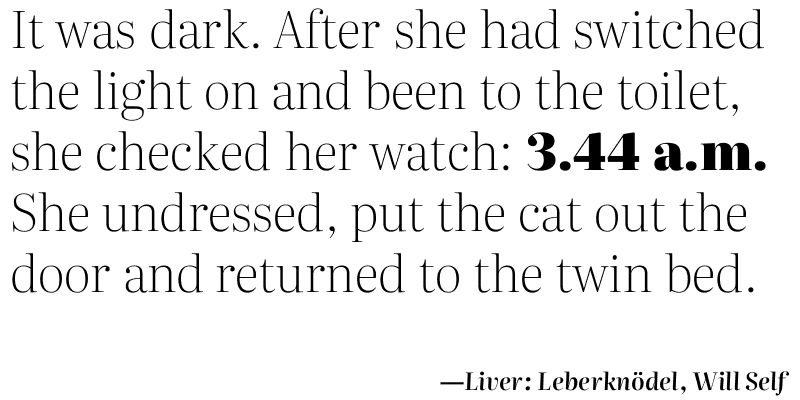 It was dark. After she had switched
the light on and been to the toilet,
she checked her watch: 3.44 a.m.
She undressed, put the cat out the
door and returned to the twin bed.
—Liver: Leberknödel, Will Self